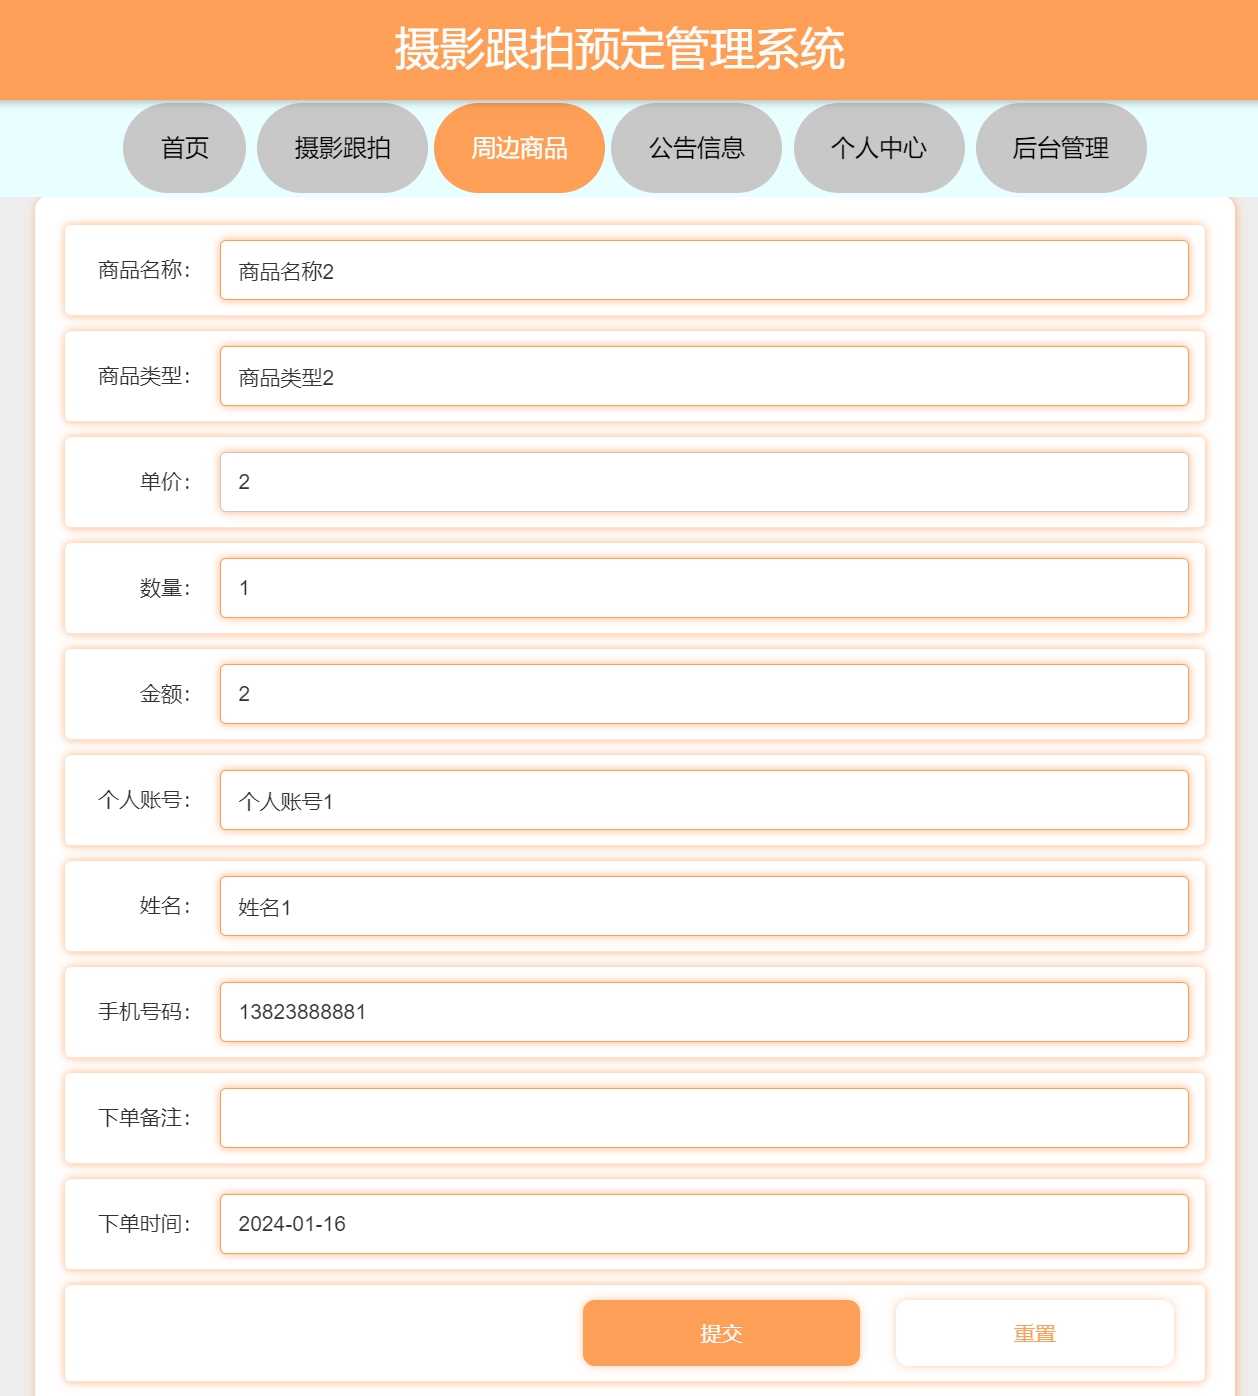 摄影跟拍预定管理系统
首页 摄影跟拍 周边商品 公告信息 个人中心 后台管理
商品名称： 商品名称2
商品类型： 商品类型2
单价： 2
数量： 1
金额： 2
个人账号： 个人账号1
姓名： 姓名1
手机号码： 13823888881
下单备注：
下单时间： 2024-01-16
提交 重置